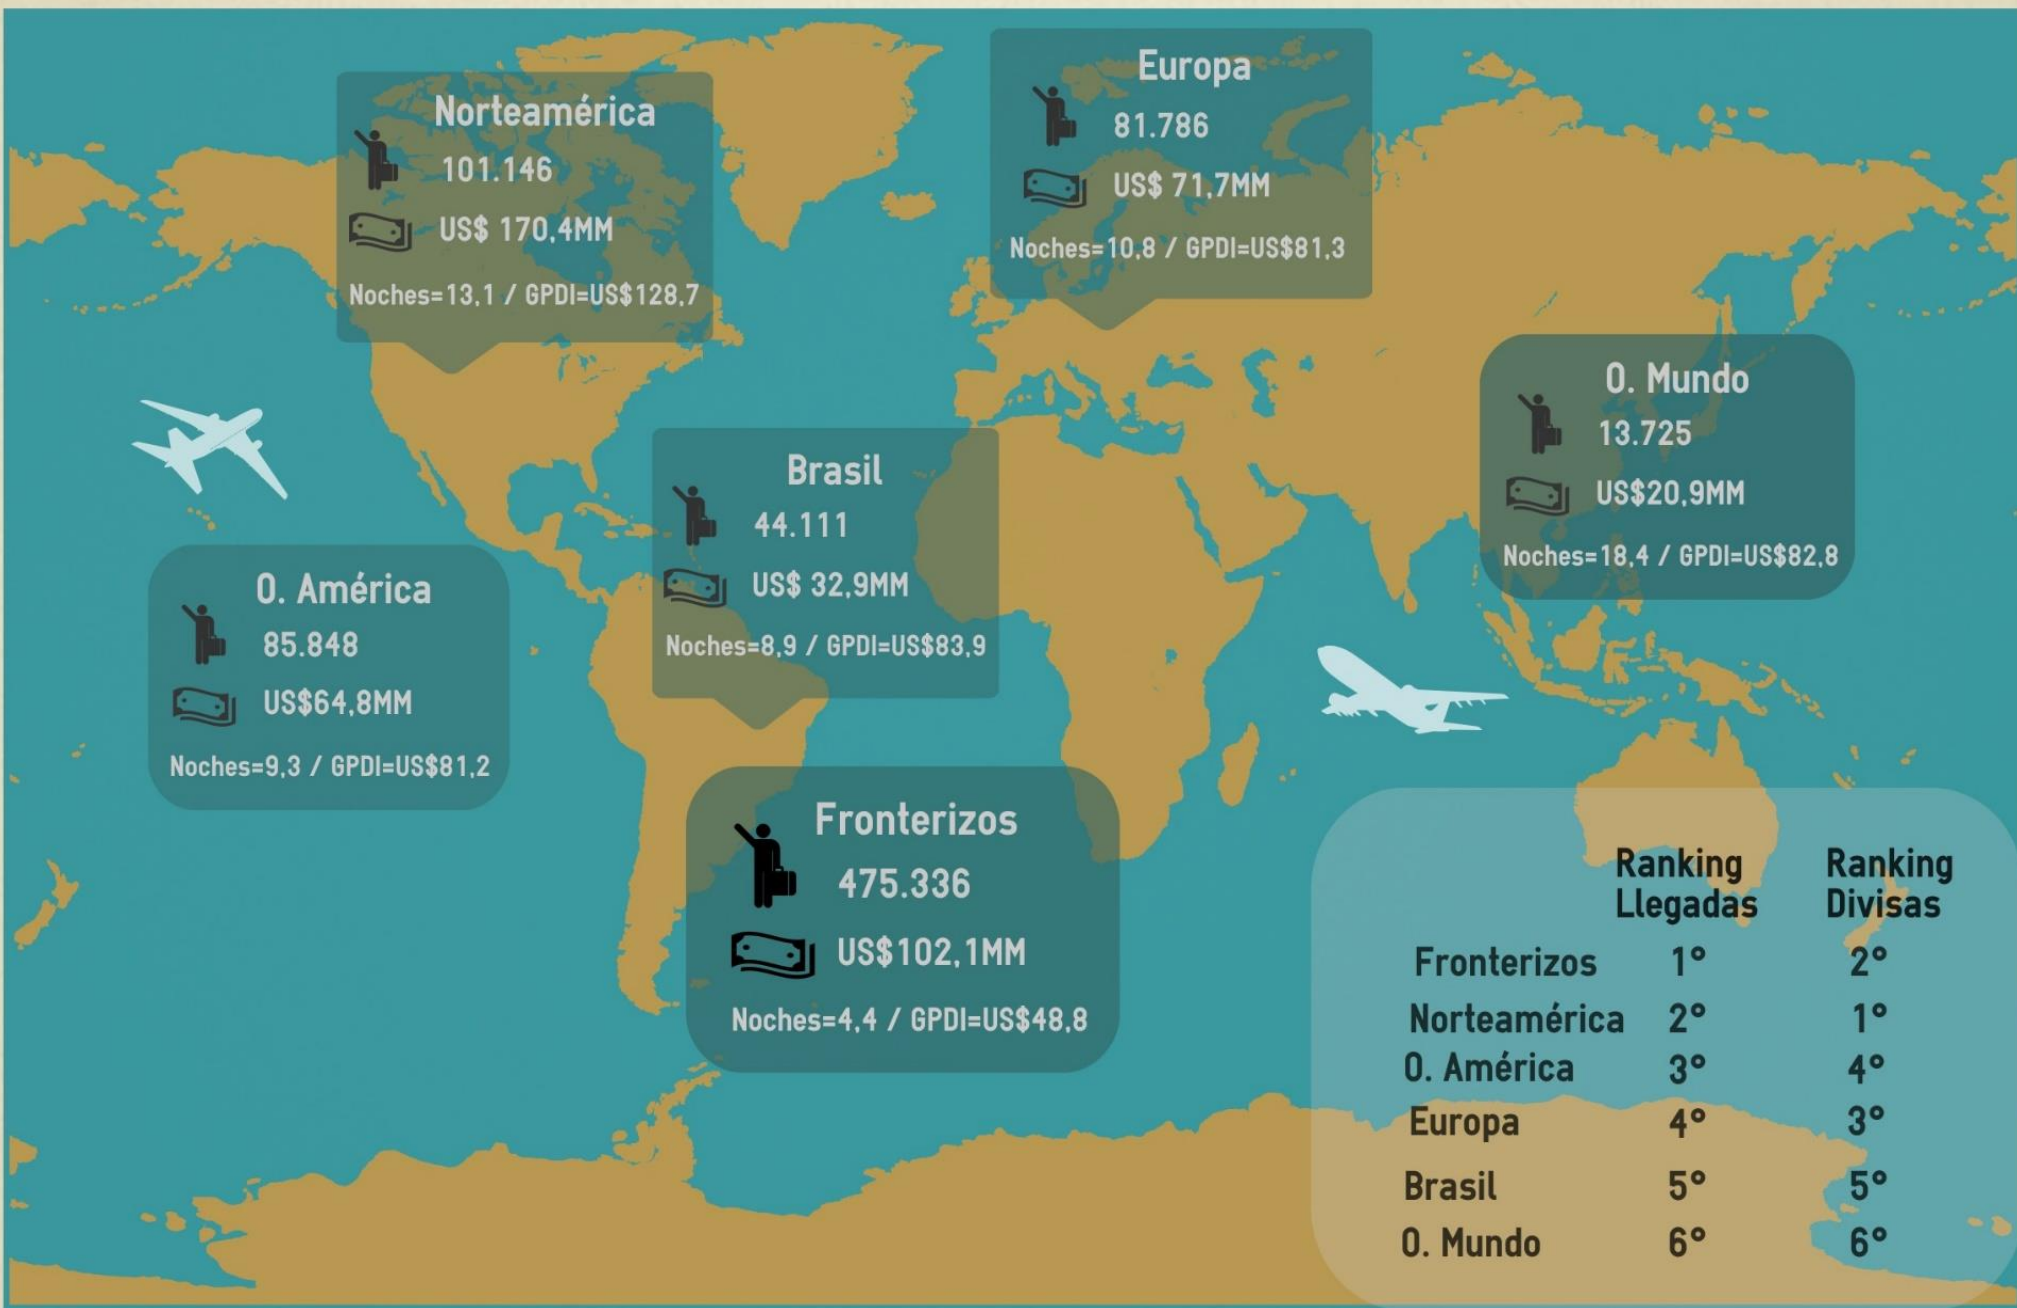 Norteamérica
101.146
US$ 170,4MM
Noches=13,1 / GPDI=US$128,7
Europa
81.786
US$ 71,7MM
Noches=10,8 / GPDI=US$81,3
O. Mundo
13.725
US$20,9MM
Noches=18,4 / GPDI=US$82,8
Brasil
44.111
US$ 32,9MM
Noches=8,9 / GPDI=US$83,9
O. América
85.848
US$64,8MM
Noches=9,3 / GPDI=US$81,2
Fronterizos
475.336
US$102,1MM
Noches=4,4 / GPDI=US$48,8
Ranking Llegadas Ranking Divisas
Fronterizos 1° 2°
Norteamérica 2° 1°
O. América 3° 4°
Europa 4° 3°
Brasil 5° 5°
O. Mundo 6° 6°